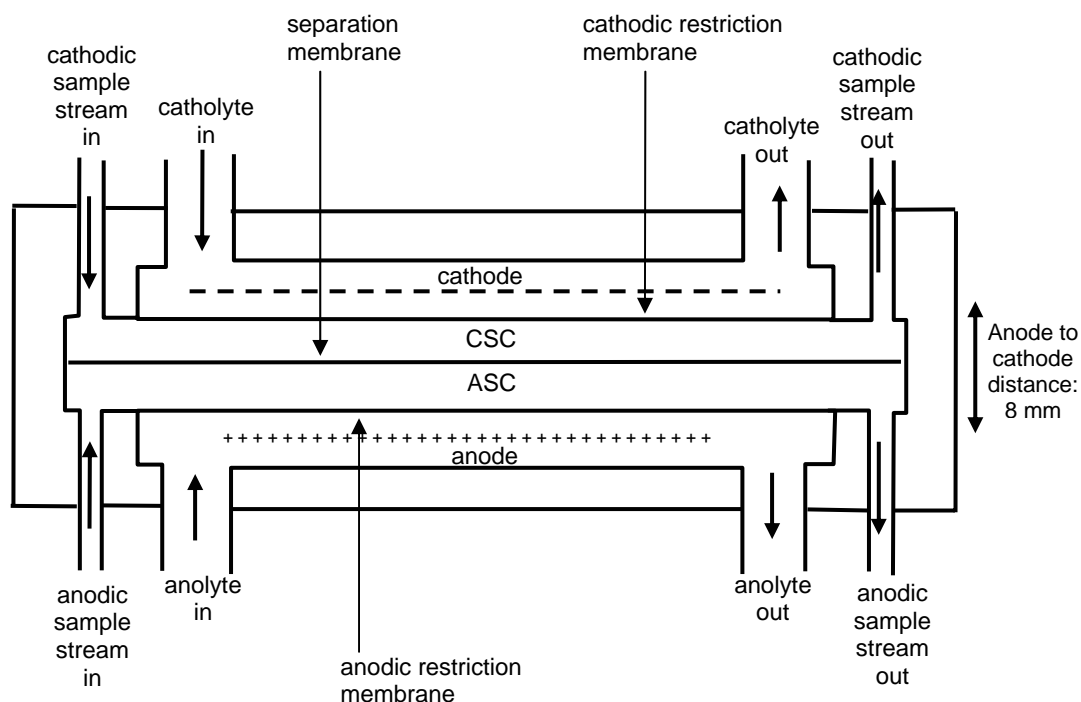 separation
membrane
cathodic restriction
membrane
cathodic
sample
stream
in
catholyte
in
catholyte
out
cathodic
sample
stream
out
cathode
CSC
ASC
Anode to
cathode
distance:
8 mm
+ + + + + + + + + + + + + + + + + + + + + + + + + + +
anode
anodic
sample
stream
in
anolyte
in
anodic restriction
membrane
anolyte
out
anodic
sample
stream
out